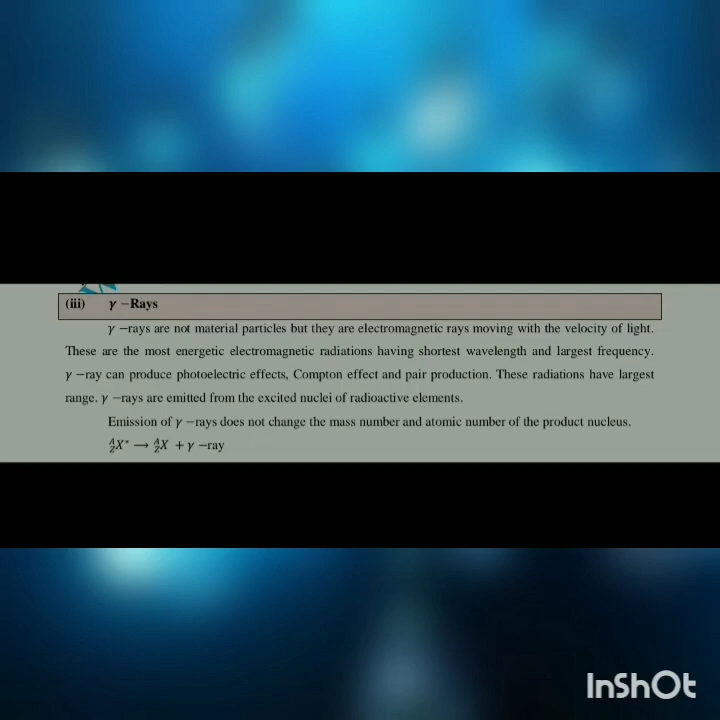 (iii) γ −Rays
γ −rays are not material particles but they are electromagnetic rays moving with the velocity of light.
These are the most energetic electromagnetic radiations having shortest wavelength and largest frequency.
γ −ray can produce photoelectric effects, Compton effect and pair production. These radiations have largest
range. γ −rays are emitted from the excited nuclei of radioactive elements.
Emission of γ −rays does not change the mass number and atomic number of the product nucleus.
ᴬ_ZX* ⟶ ᴬ_ZX + γ −ray
InShOt